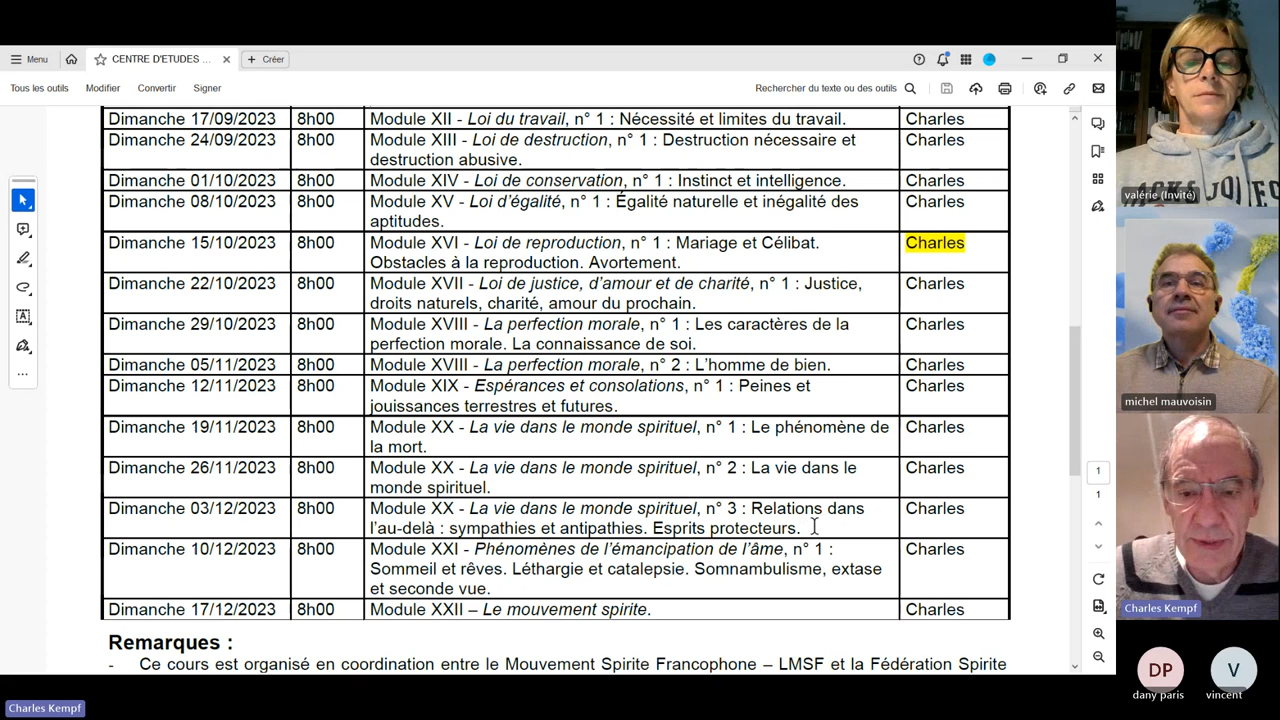 Menu
CENTRE D'ETUDES ...
Créer
Tous les outils
Modifier
Convertir
Signer
Rechercher du texte ou des outils
Dimanche 17/09/2023 8h00 Module XII - Loi du travail, n° 1 : Nécessité et limites du travail. Charles
Dimanche 24/09/2023 8h00 Module XIII - Loi de destruction, n° 1 : Destruction nécessaire et Charles
destruction abusive.
Dimanche 01/10/2023 8h00 Module XIV - Loi de conservation, n° 1 : Instinct et intelligence. Charles
Dimanche 08/10/2023 8h00 Module XV - Loi d'égalité, n° 1 : Égalité naturelle et inégalité des Charles
aptitudes.
Dimanche 15/10/2023 8h00 Module XVI - Loi de reproduction, n° 1 : Mariage et Célibat. Charles
Obstacles à la reproduction. Avortement.
Dimanche 22/10/2023 8h00 Module XVII - Loi de justice, d'amour et de charité, n° 1 : Justice, Charles
droits naturels, charité, amour du prochain.
Dimanche 29/10/2023 8h00 Module XVIII - La perfection morale, n° 1 : Les caractères de la Charles
perfection morale. La connaissance de soi.
Dimanche 05/11/2023 8h00 Module XVIII - La perfection morale, n° 2 : L'homme de bien. Charles
Dimanche 12/11/2023 8h00 Module XIX - Espérances et consolations, n° 1 : Peines et Charles
jouissances terrestres et futures.
Dimanche 19/11/2023 8h00 Module XX - La vie dans le monde spirituel, n° 1 : Le phénomène de Charles
la mort.
Dimanche 26/11/2023 8h00 Module XX - La vie dans le monde spirituel, n° 2 : La vie dans le Charles
monde spirituel.
Dimanche 03/12/2023 8h00 Module XX - La vie dans le monde spirituel, n° 3 : Relations dans Charles
l'au-delà : sympathies et antipathies. Esprits protecteurs.
Dimanche 10/12/2023 8h00 Module XXI - Phénomènes de l'émancipation de l'âme, n° 1 : Charles
Sommeil et rêves. Léthargie et catalepsie. Somnambulisme, extase
et seconde vue.
Dimanche 17/12/2023 8h00 Module XXII – Le mouvement spirite. Charles
Remarques :
- Ce cours est organisé en coordination entre le Mouvement Spirite Francophone – LMSF et la Fédération Spirite
1
1
valérie (Invité)
michel mauvoisin
Charles Kempf
DP
dany paris
V
vincent
Charles Kempf